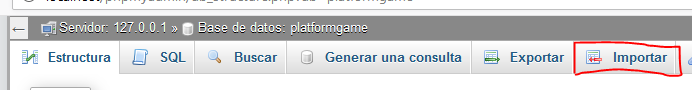 Servidor: 127.0.0.1 » Base de datos: platformgame
Estructura SQL Buscar Generar una consulta Exportar Importar